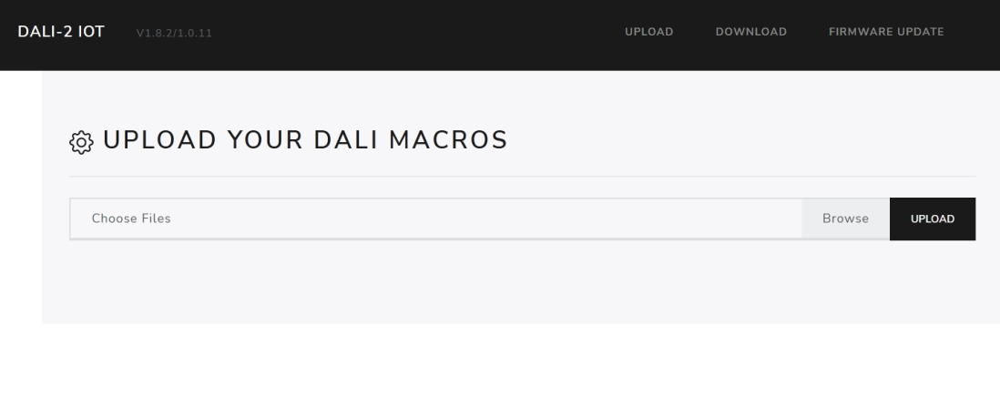 DALI-2 IOT V1.8.2/1.0.11 UPLOAD DOWNLOAD FIRMWARE UPDATE
UPLOAD YOUR DALI MACROS
Choose Files Browse UPLOAD